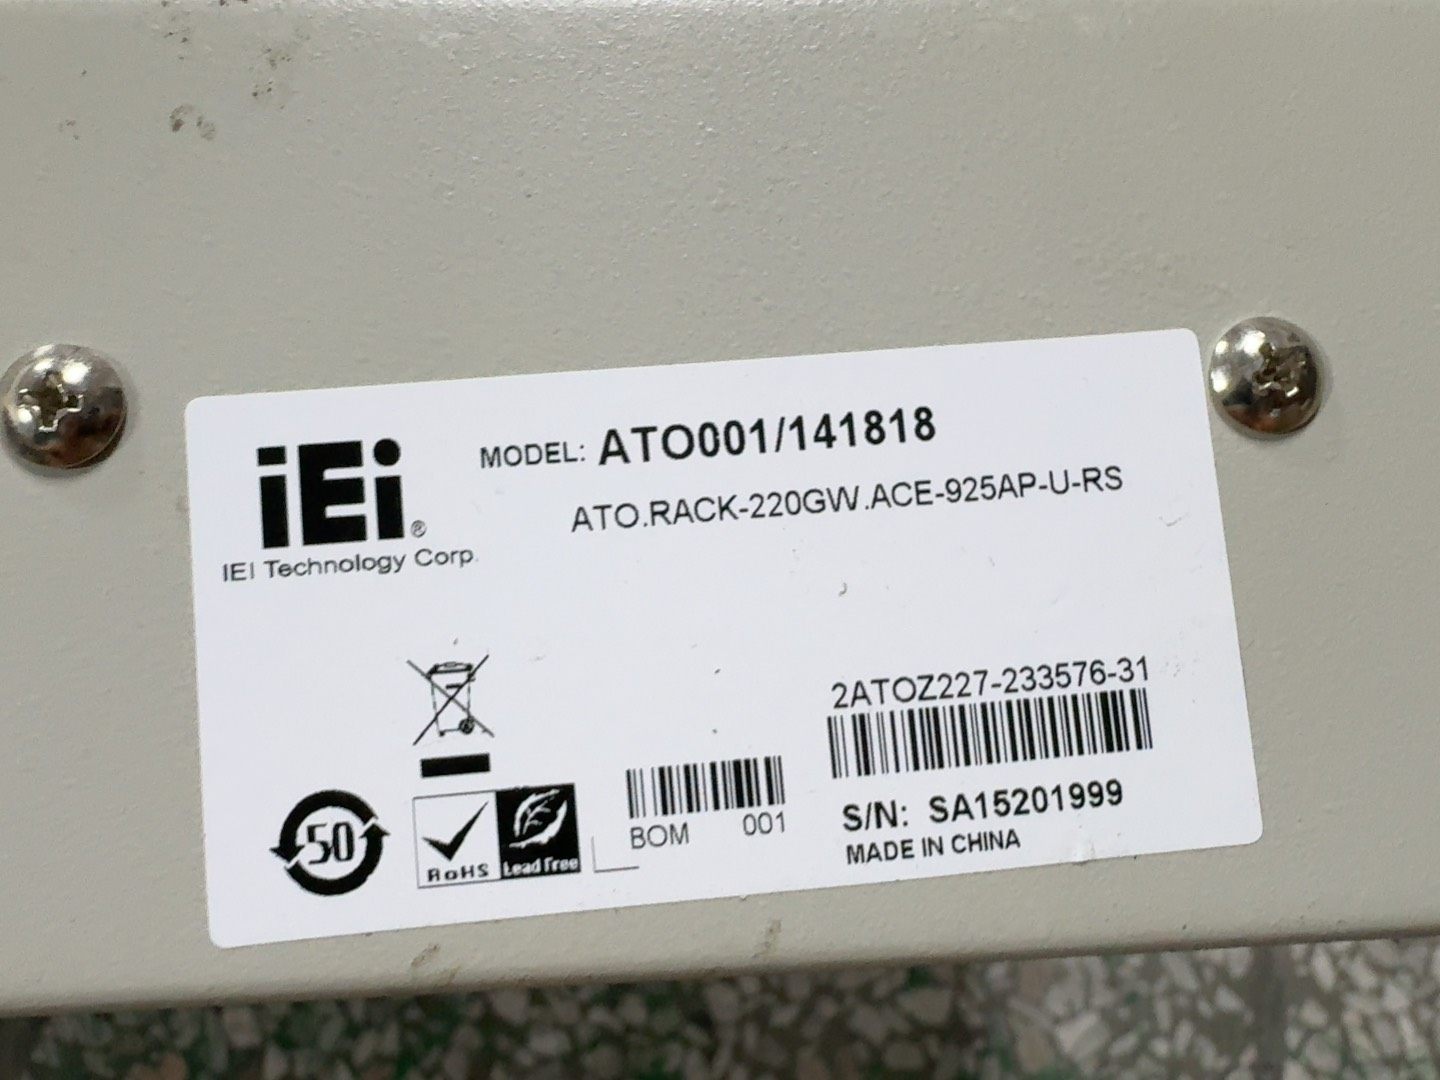 iEi®
IEI Technology Corp.
MODEL: ATO001/141818
ATO.RACK-220GW.ACE-925AP-U-RS
2ATOZ227-233576-31
50
RoHS
Lead Free
BOM 001
S/N: SA15201999
MADE IN CHINA